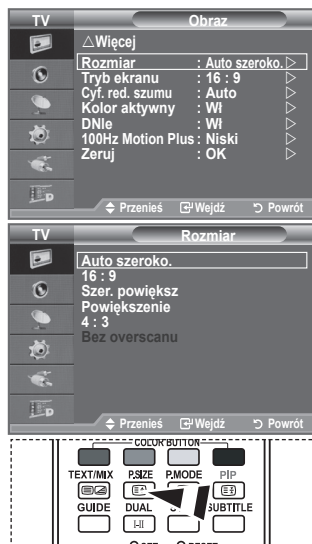 TV Obraz
△Więcej
Rozmiar : Auto szeroko. ▷
Tryb ekranu : 16 : 9 ▷
Cyf. red. szumu : Auto ▷
Kolor aktywny : Wł ▷
DNIe : Wł ▷
100Hz Motion Plus : Niski ▷
Zeruj : OK ▷
Przenieś Wejdź Powrót
TV Rozmiar
Auto szeroko.
16 : 9
Szer. powiększ
Powiększenie
4 : 3
Bez overscanu
Przenieś Wejdź Powrót
COLOR BUTTON
TEXT/MIX P.SIZE P.MODE PIP
GUIDE DUAL SUBTITLE
I-II